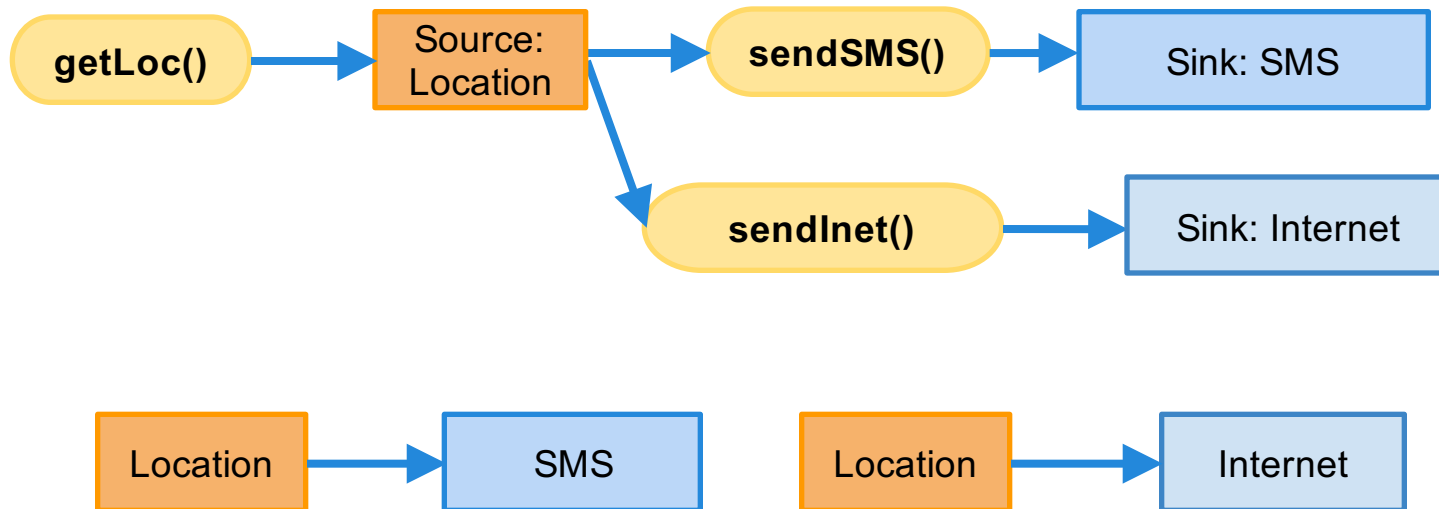 getLoc()
Source:
Location
sendSMS()
Sink: SMS
sendInet()
Sink: Internet
Location
SMS
Location
Internet